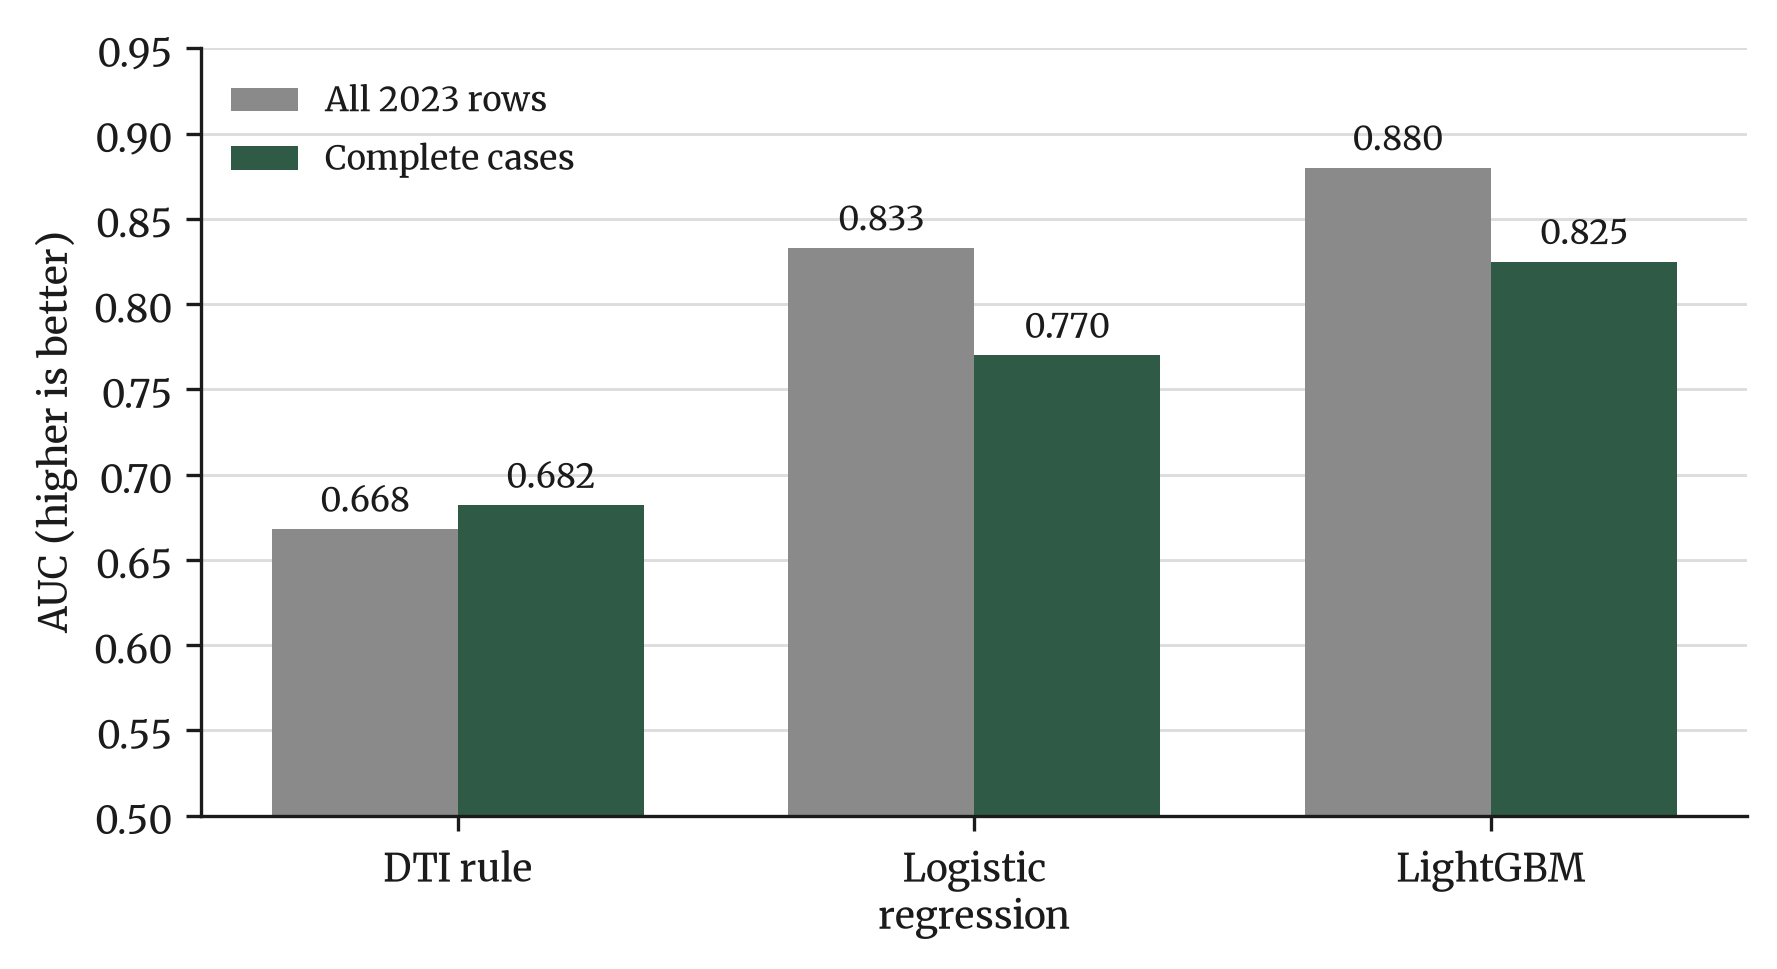 0.95
0.90
0.85
0.80
0.75
0.70
0.65
0.60
0.55
0.50
AUC (higher is better)
All 2023 rows
Complete cases
0.668
0.682
0.833
0.770
0.880
0.825
DTI rule
Logistic
regression
LightGBM